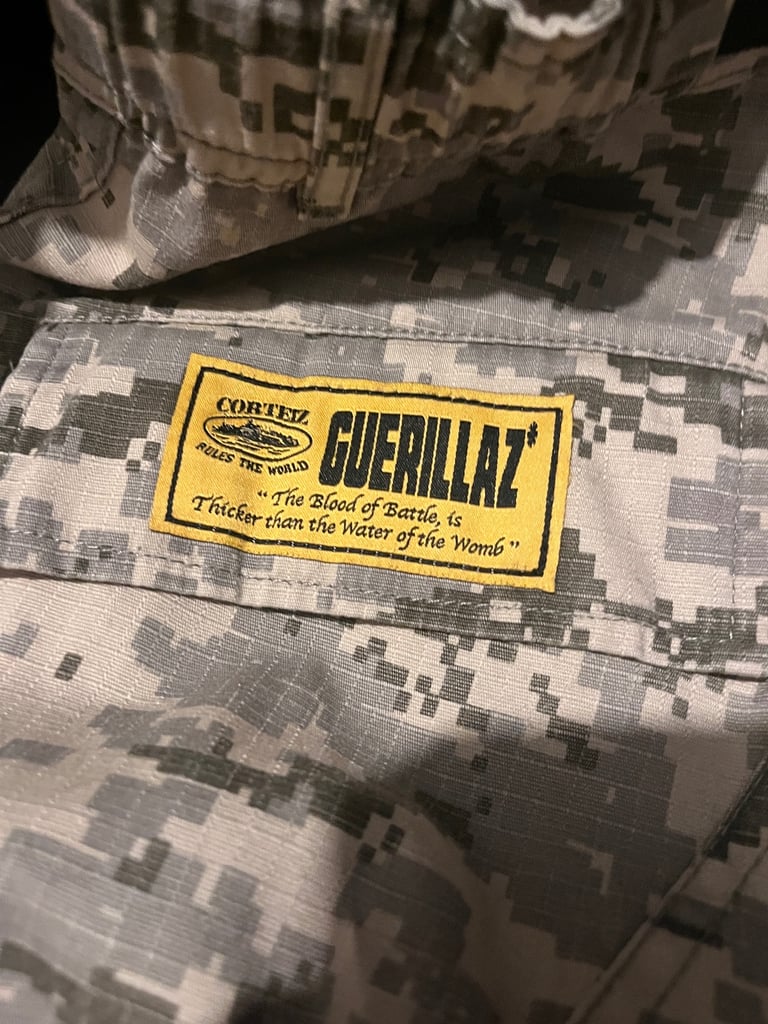 CORTEIZ
RULES THE WORLD
GUERILLAZ*
“The Blood of Battle, is
Thicker than the Water of the Womb”